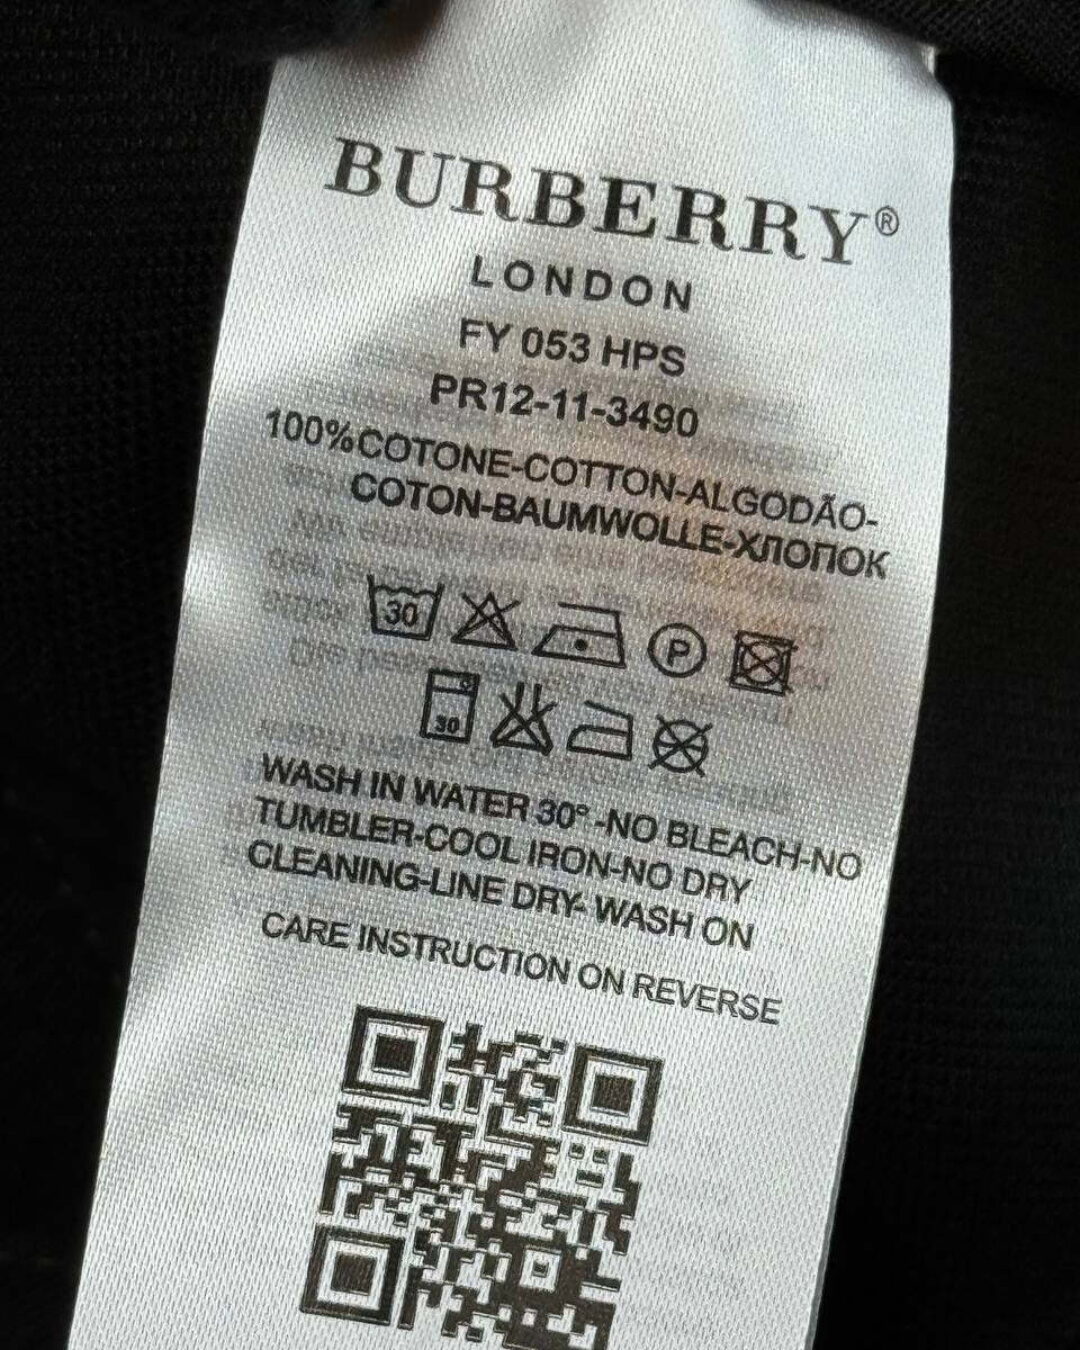 BURBERRY®
LONDON
FY 053 HPS
PR12-11-3490
100%COTONE-COTTON-ALGODÃO-
COTON-BAUMWOLLE-ХЛОПОК
30 P
30
WASH IN WATER 30°-NO BLEACH-NO
TUMBLER-COOL IRON-NO DRY
CLEANING-LINE DRY- WASH ON
CARE INSTRUCTION ON REVERSE